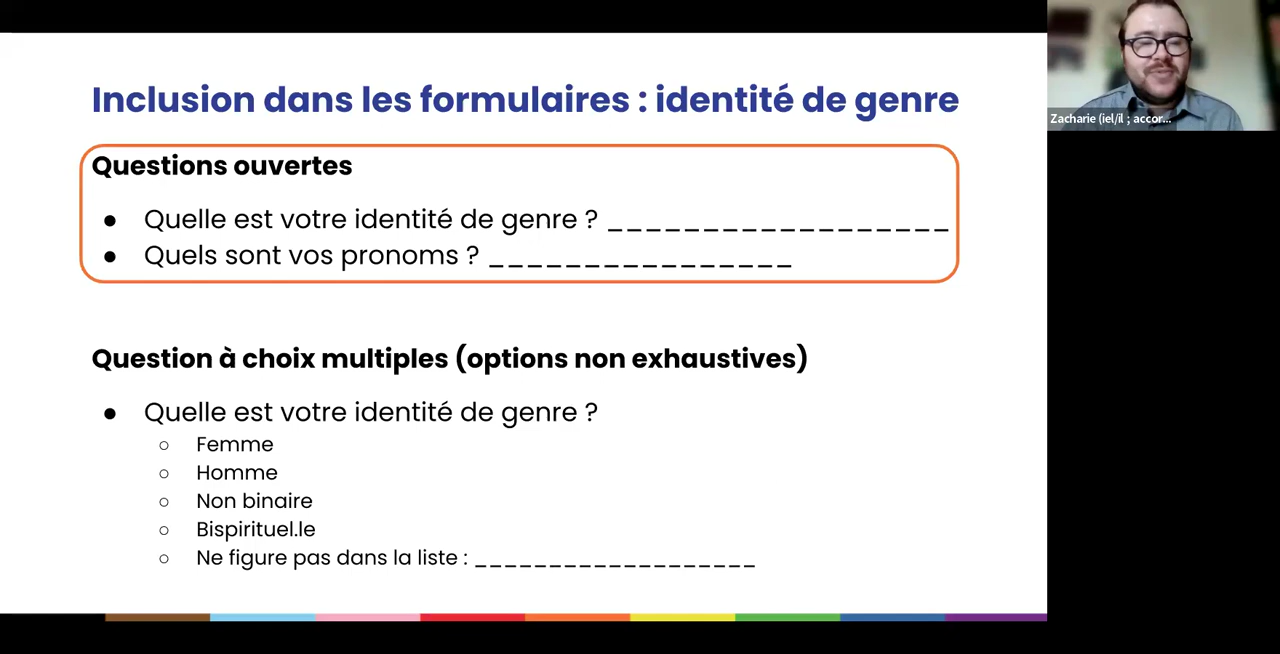 Inclusion dans les formulaires : identité de genre
Questions ouvertes
● Quelle est votre identité de genre ? __________________
● Quels sont vos pronoms ? ________________
Question à choix multiples (options non exhaustives)
● Quelle est votre identité de genre ?
○ Femme
○ Homme
○ Non binaire
○ Bispirituel.le
○ Ne figure pas dans la liste : ___________________
Zacharie (iel/il ; accor...